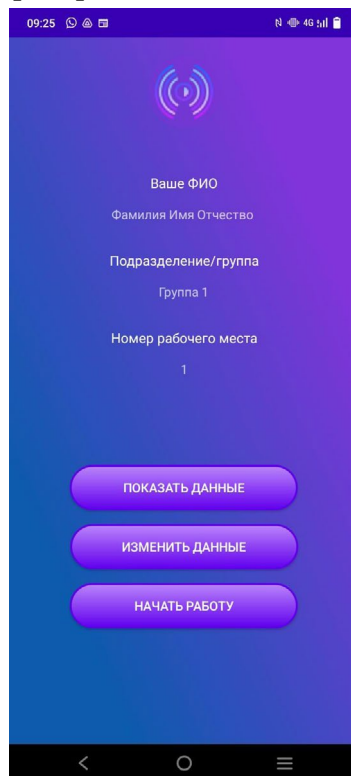 09:25 4G
Ваше ФИО
Фамилия Имя Отчество
Подразделение/группа
Группа 1
Номер рабочего места
1
ПОКАЗАТЬ ДАННЫЕ
ИЗМЕНИТЬ ДАННЫЕ
НАЧАТЬ РАБОТУ